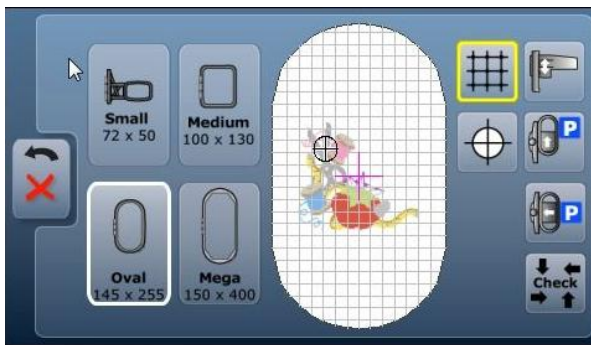 Small
72 x 50
Medium
100 x 130
Oval
145 x 255
Mega
150 x 400
P
P
Check